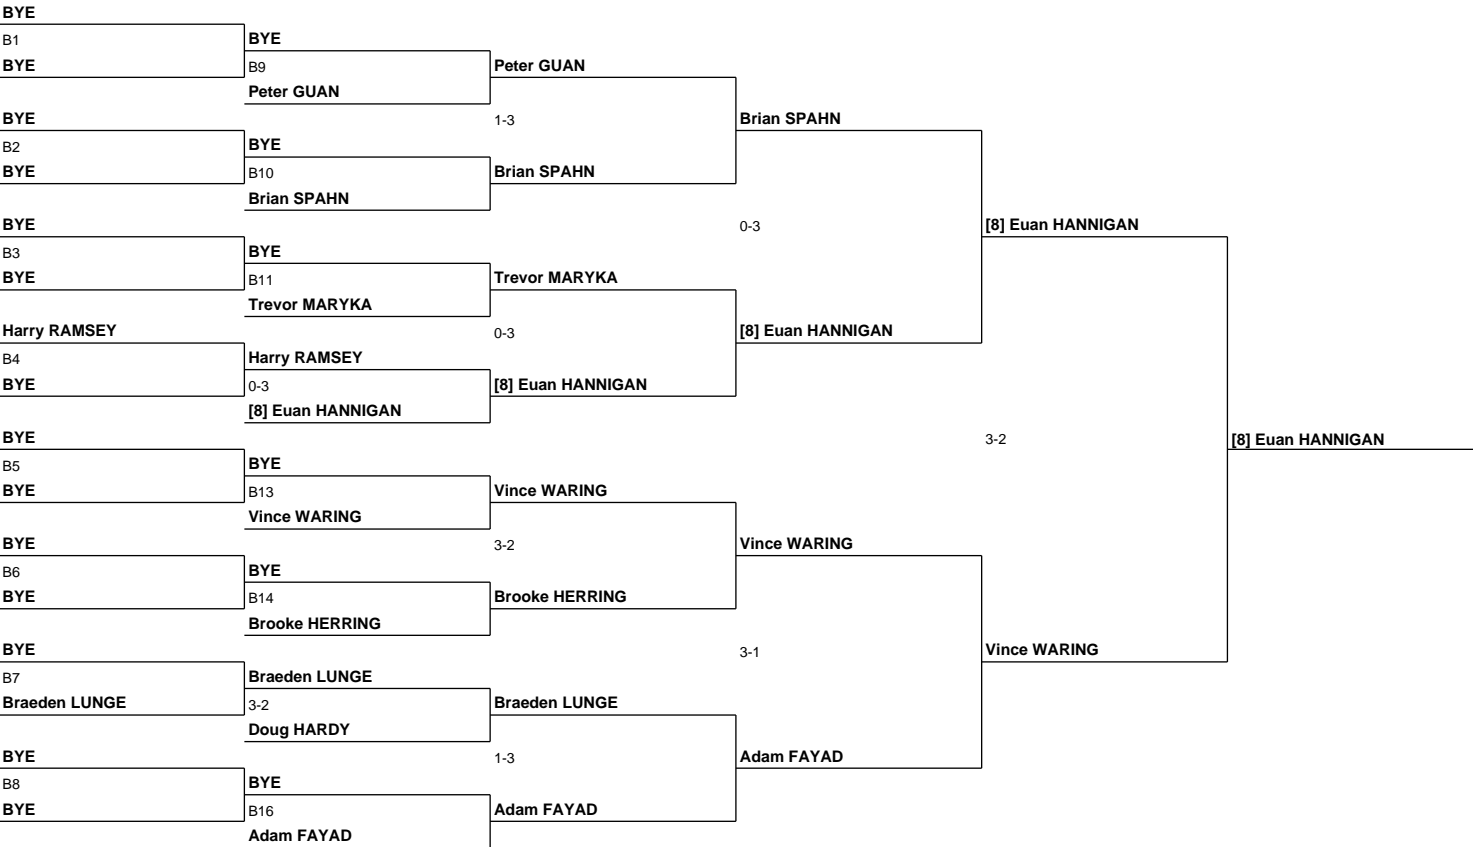 BYE
B1
BYE
BYE
B2
BYE
BYE
B3
BYE
Harry RAMSEY
B4
BYE
BYE
B5
BYE
BYE
B6
BYE
BYE
B7
Braeden LUNGE
BYE
B8
BYE
BYE
B9
Peter GUAN
BYE
B10
Brian SPAHN
BYE
B11
Trevor MARYKA
Harry RAMSEY
0-3
[8] Euan HANNIGAN
BYE
B13
Vince WARING
BYE
B14
Brooke HERRING
Braeden LUNGE
3-2
Doug HARDY
BYE
B16
Adam FAYAD
Peter GUAN
1-3
Brian SPAHN
Trevor MARYKA
0-3
[8] Euan HANNIGAN
Vince WARING
3-2
Brooke HERRING
Braeden LUNGE
1-3
Adam FAYAD
Brian SPAHN
0-3
[8] Euan HANNIGAN
Vince WARING
3-1
Adam FAYAD
[8] Euan HANNIGAN
3-2
Vince WARING
[8] Euan HANNIGAN